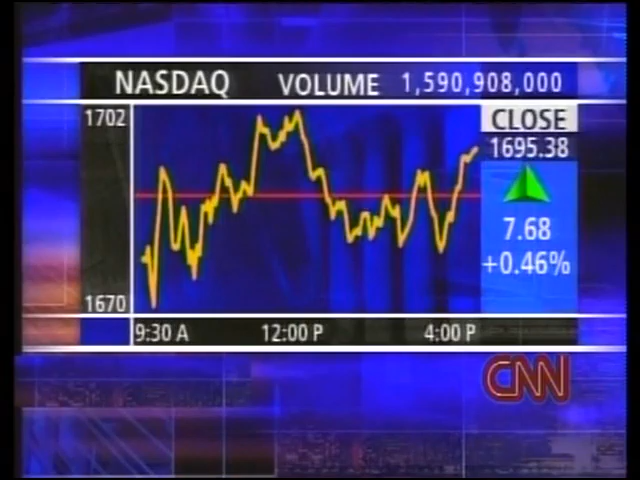 NASDAQ VOLUME 1,590,908,000
1702
CLOSE
1695.38
7.68
+0.46%
1670
9:30 A 12:00 P 4:00 P
CNN